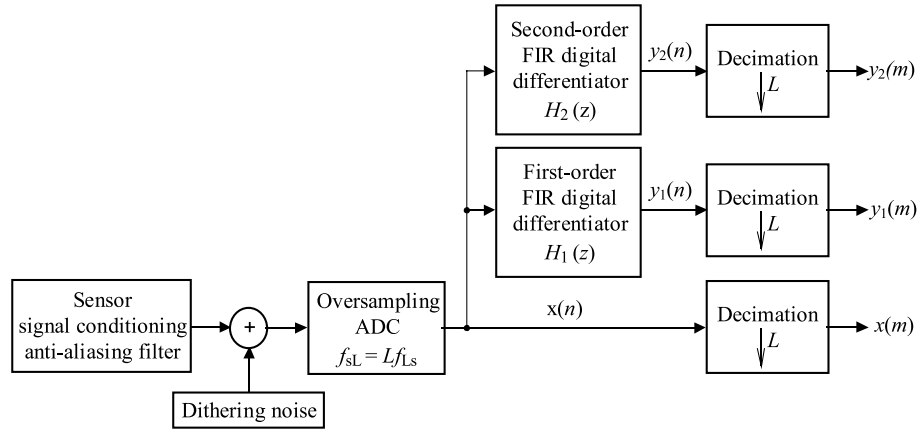 Second-order
FIR digital
differentiator
H2 (z)
y2(n)
Decimation
L
y2(m)
First-order
FIR digital
differentiator
H1 (z)
y1(n)
Decimation
L
y1(m)
Sensor
signal conditioning
anti-aliasing filter
+
Oversampling
ADC
fsL = LfLs
x(n)
Decimation
L
x(m)
Dithering noise